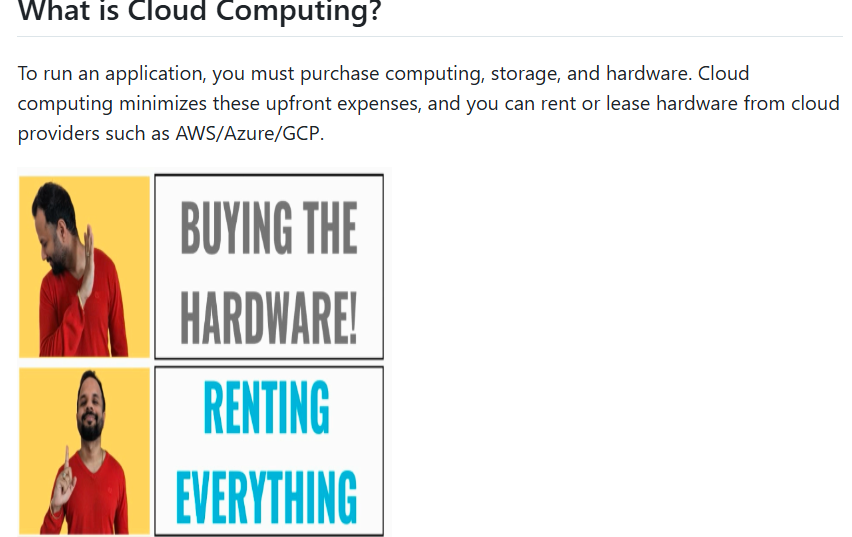 What is Cloud Computing?
To run an application, you must purchase computing, storage, and hardware. Cloud
computing minimizes these upfront expenses, and you can rent or lease hardware from cloud
providers such as AWS/Azure/GCP.
BUYING THE
HARDWARE!
RENTING
EVERYTHING